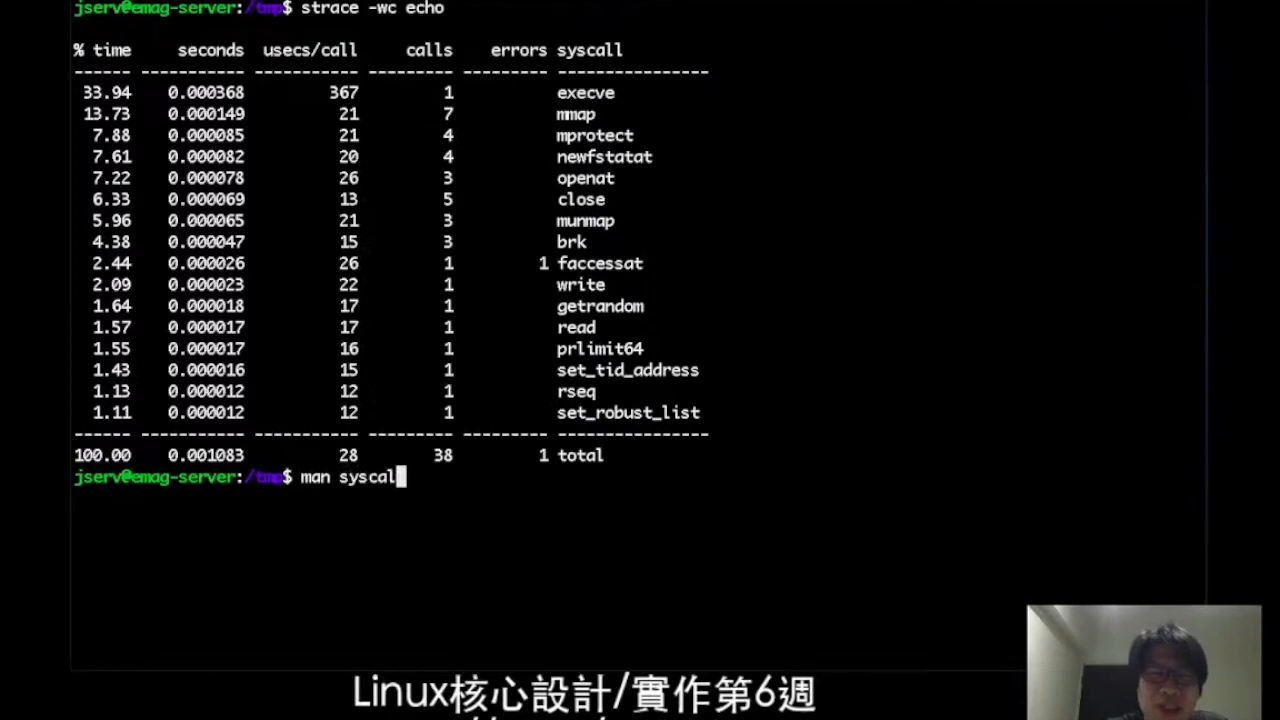 jserv@emag-server:/tmp$ strace -wc echo
% time seconds usecs/call calls errors syscall
------ ----------- ----------- --------- --------- ----------------
33.94 0.000368 367 1 execve
13.73 0.000149 21 7 mmap
7.88 0.000085 21 4 mprotect
7.61 0.000082 20 4 newfstatat
7.22 0.000078 26 3 openat
6.33 0.000069 13 5 close
5.96 0.000065 21 3 munmap
4.38 0.000047 15 3 brk
2.44 0.000026 26 1 1 faccessat
2.09 0.000023 22 1 write
1.64 0.000018 17 1 getrandom
1.57 0.000017 17 1 read
1.55 0.000017 16 1 prlimit64
1.43 0.000016 15 1 set_tid_address
1.13 0.000012 12 1 rseq
1.11 0.000012 12 1 set_robust_list
------ ----------- ----------- --------- --------- ----------------
100.00 0.001083 28 38 1 total
jserv@emag-server:/tmp$ man syscal
Linux核心設計/實作第6週